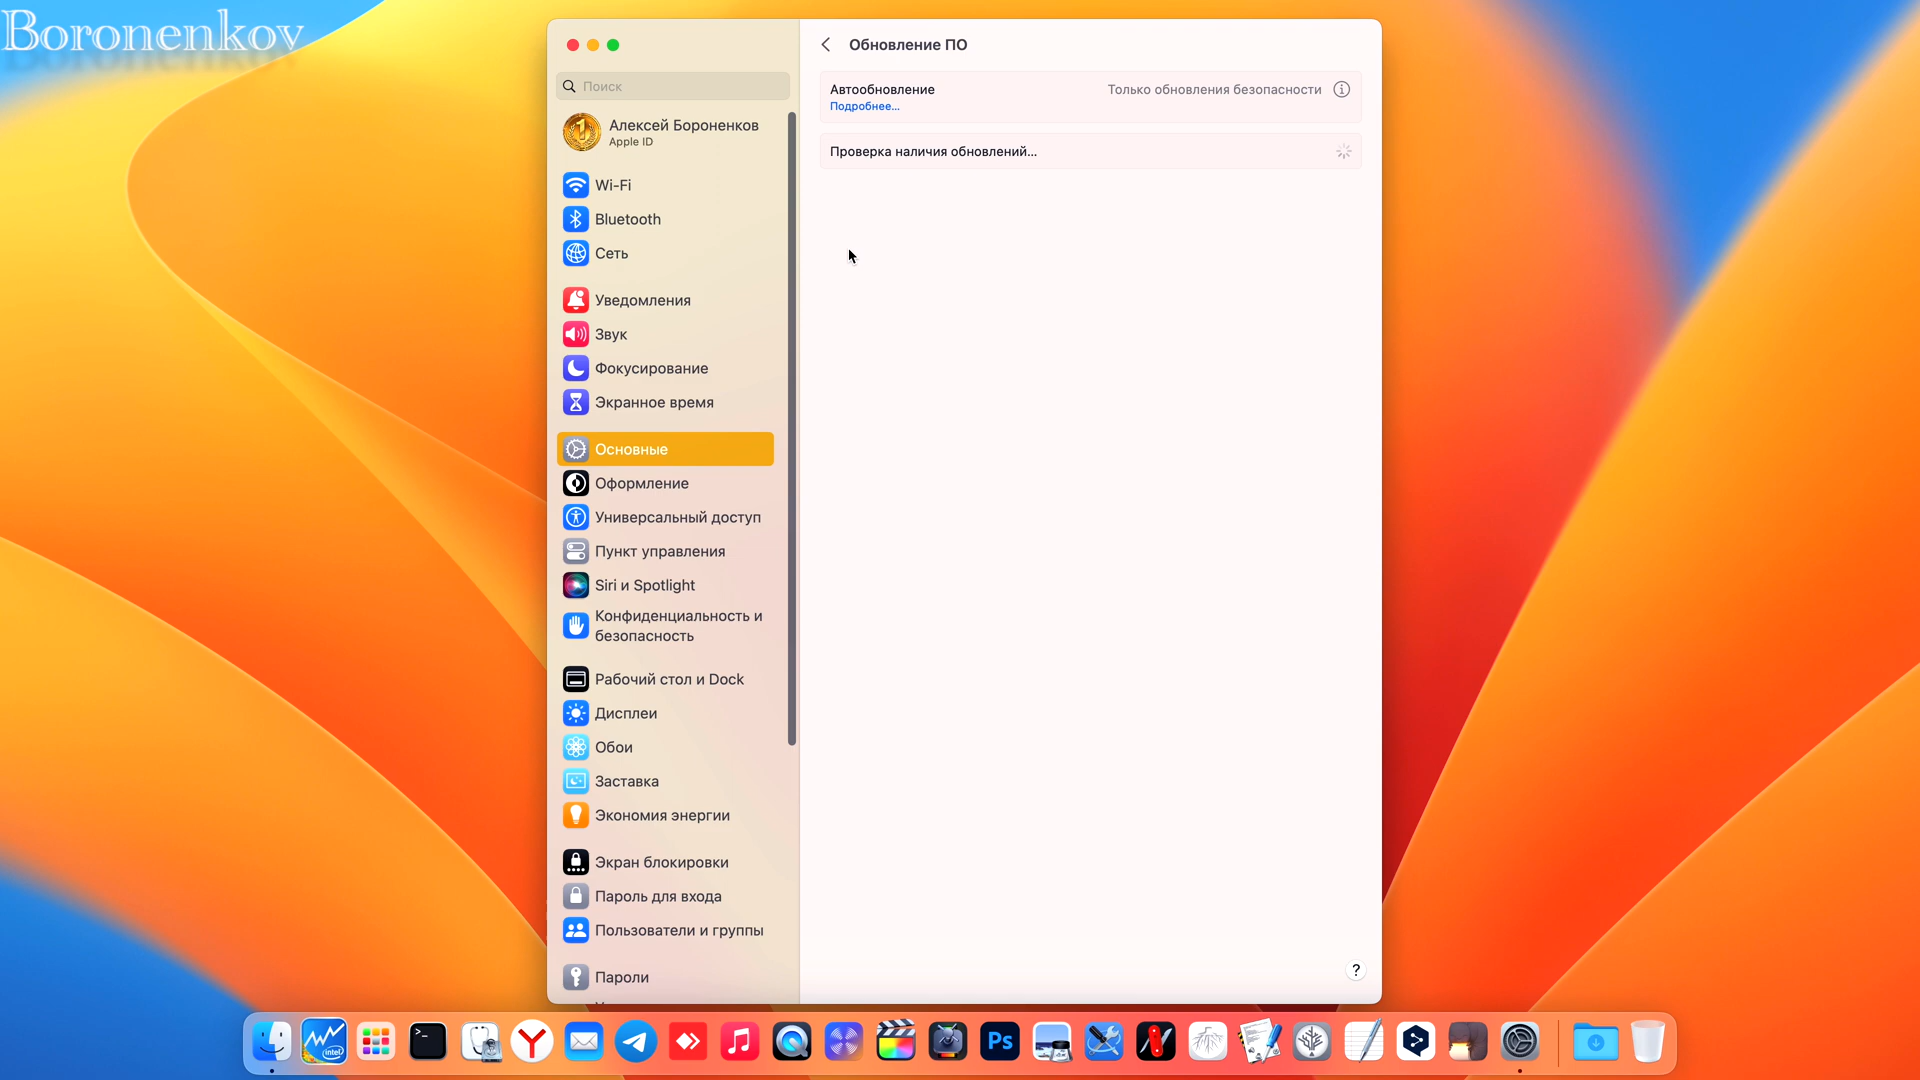 Boronenkov
Поиск
Алексей Бороненков
Apple ID
Wi-Fi
Bluetooth
Сеть
Уведомления
Звук
Фокусирование
Экранное время
Основные
Оформление
Универсальный доступ
Пункт управления
Siri и Spotlight
Конфиденциальность и
безопасность
Рабочий стол и Dock
Дисплеи
Обои
Заставка
Экономия энергии
Экран блокировки
Пароль для входа
Пользователи и группы
Пароли
Обновление ПО
Автообновление
Только обновления безопасности
Подробнее...
Проверка наличия обновлений...
?
intel
Ps